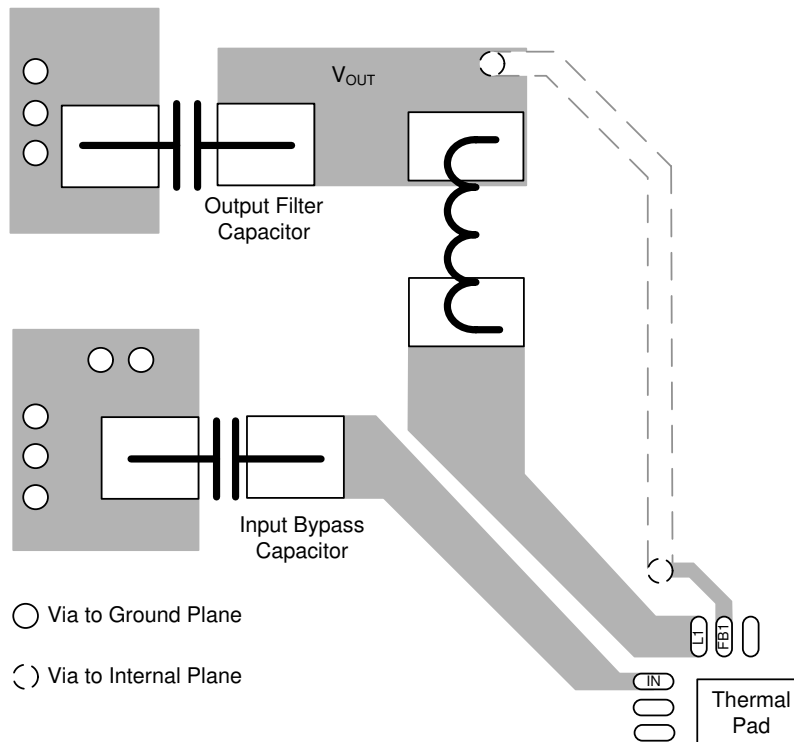 V_OUT
Output Filter
Capacitor
Input Bypass
Capacitor
Via to Ground Plane
Via to Internal Plane
L1
FB1
IN
Thermal
Pad